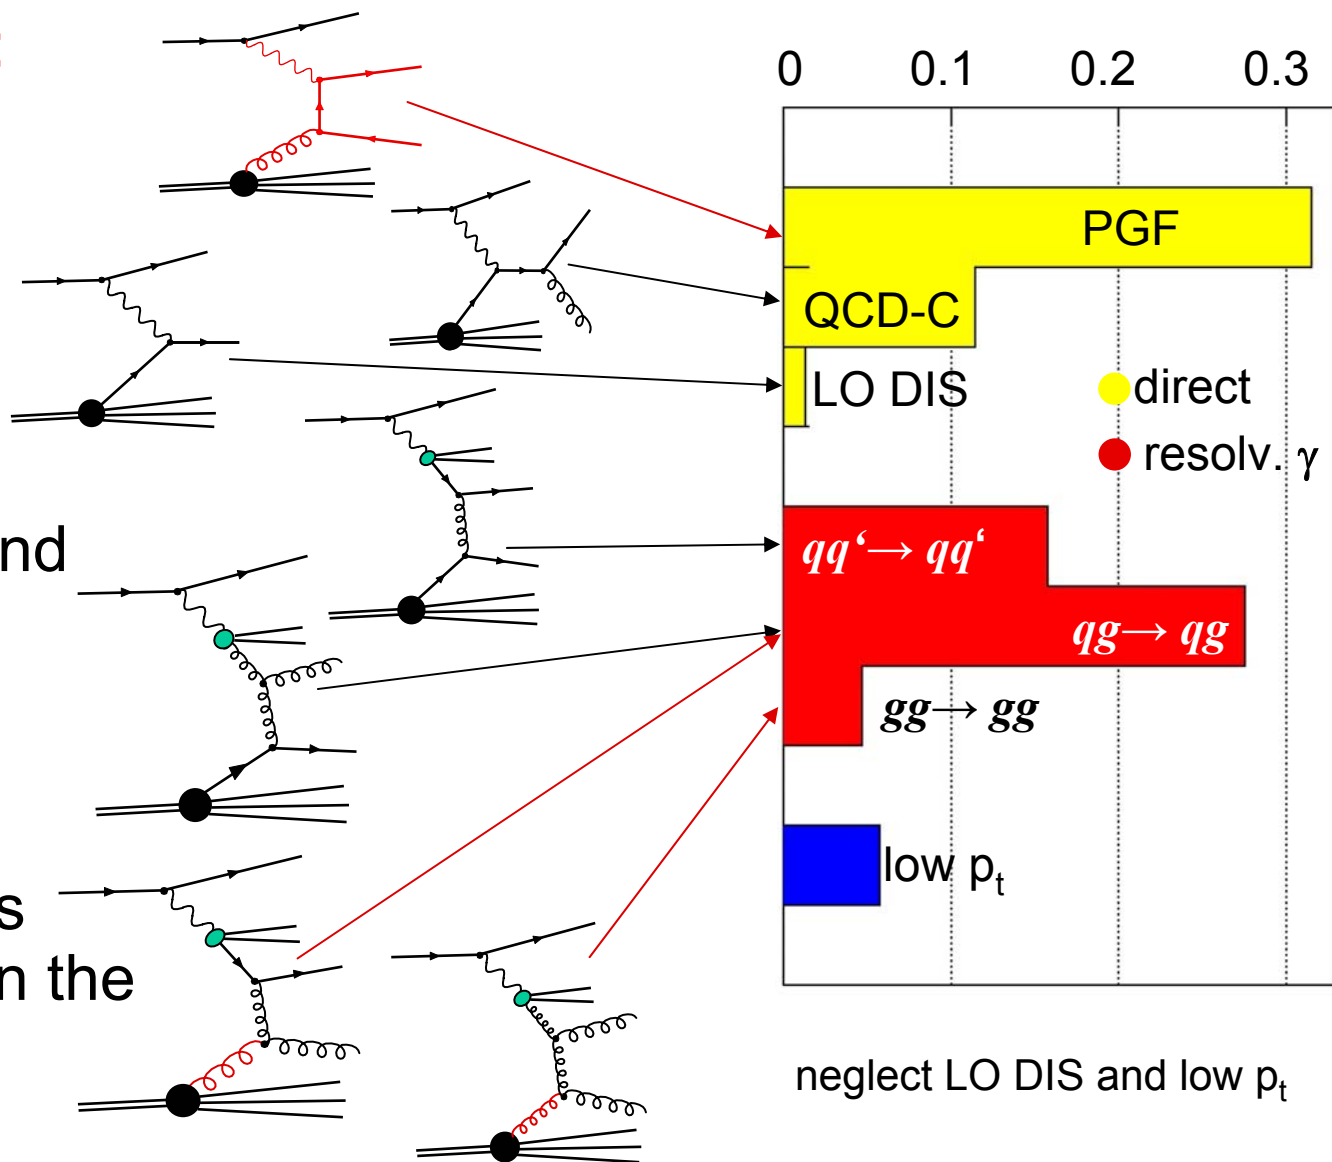 :
0 0.1 0.2 0.3
PGF
QCD-C
LO DIS
direct
resolv. γ
nd
qq‘→ qq‘
qg→ qg
gg→ gg
low pt
s
n the
neglect LO DIS and low pt